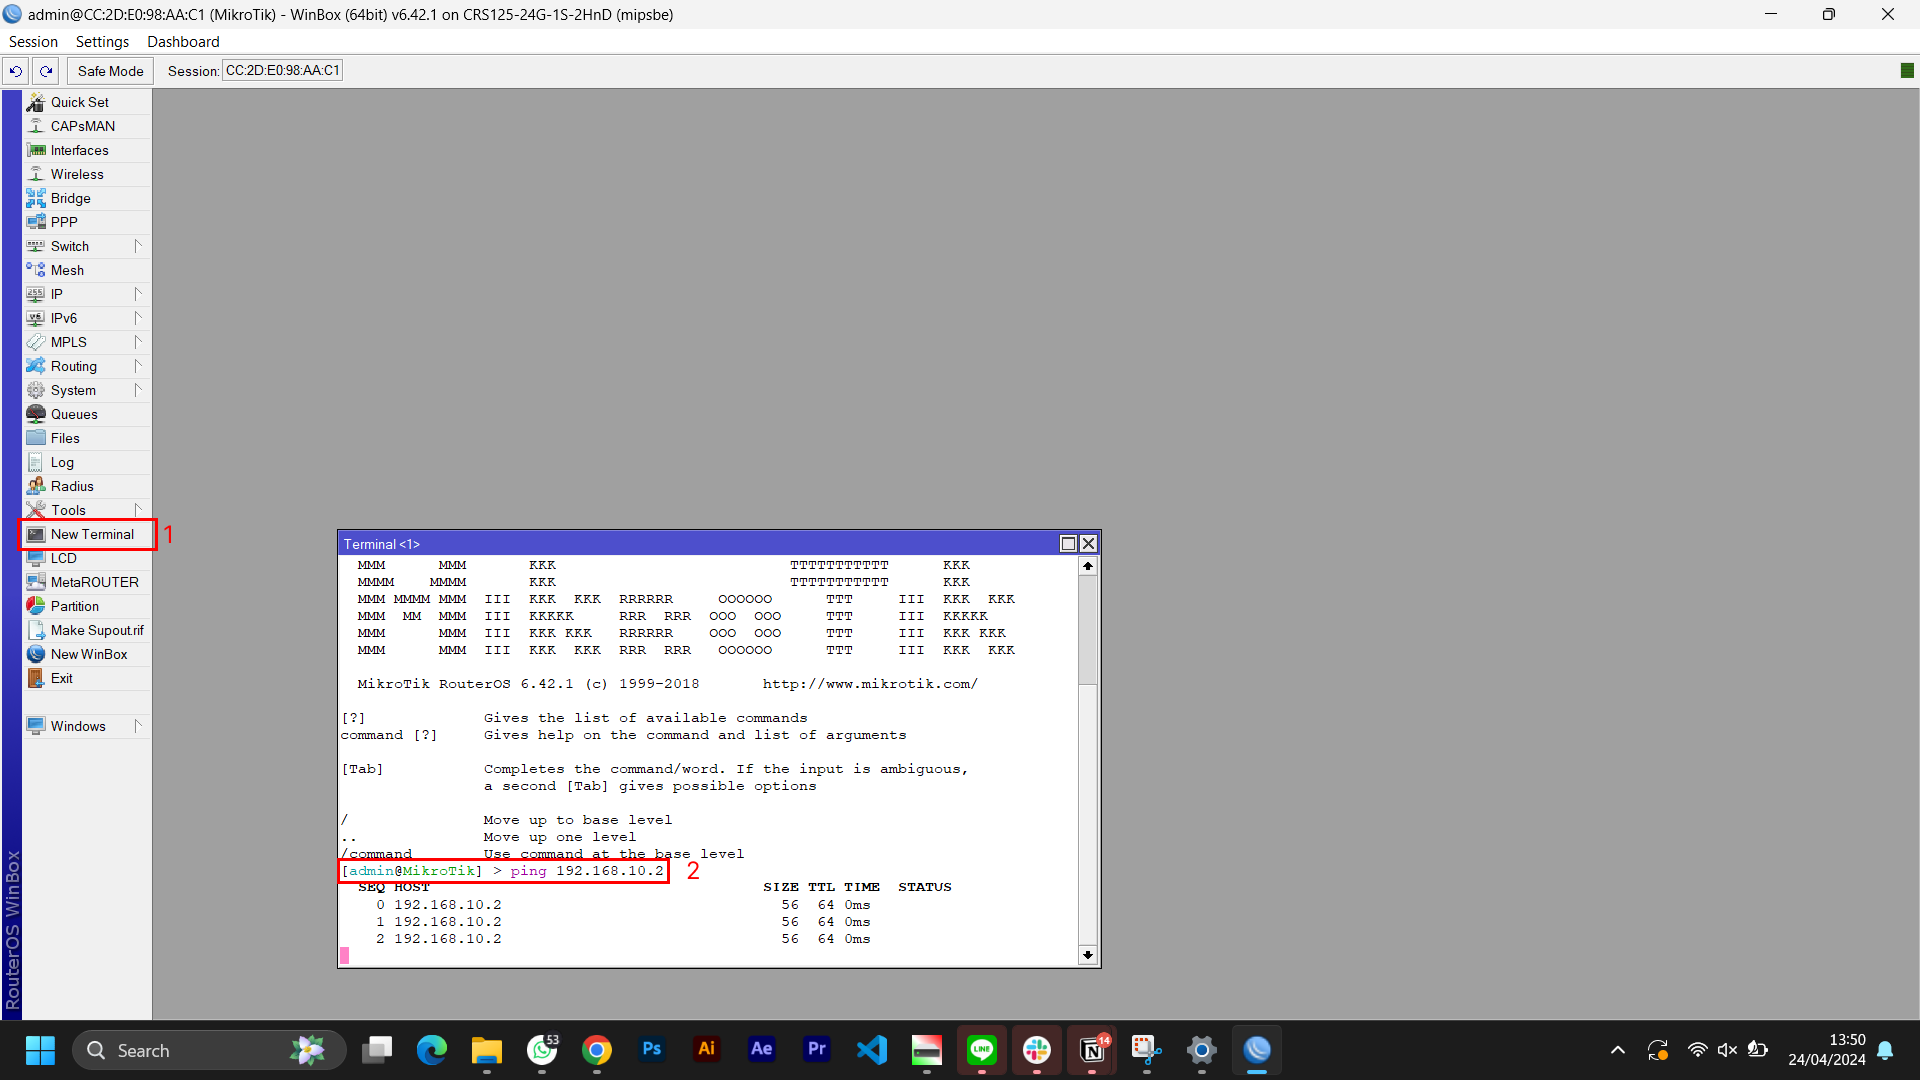 admin@CC:2D:E0:98:AA:C1 (MikroTik) - WinBox (64bit) v6.42.1 on CRS125-24G-1S-2HnD (mipsbe)
Session Settings Dashboard
Safe Mode Session: CC:2D:E0:98:AA:C1
Quick Set
CAPsMAN
Interfaces
Wireless
Bridge
PPP
Switch
Mesh
IP
IPv6
MPLS
Routing
System
Queues
Files
Log
Radius
Tools
New Terminal 1
LCD
MetaROUTER
Partition
Make Supout.rif
New WinBox
Exit
Windows
RouterOS WinBox
Terminal <1>
MMM      MMM       KKK                          TTTTTTTTTTT      KKK
MMMM    MMMM       KKK                          TTTTTTTTTTT      KKK
MMM MMMM MMM  III  KKK  KKK  RRRRRR     OOOOOO      TTT     III  KKK  KKK
MMM  MM  MMM  III  KKKKK     RRR  RRR  OOO  OOO     TTT     III  KKKKK
MMM      MMM  III  KKK KKK   RRRRRR    OOO  OOO     TTT     III  KKK KKK
MMM      MMM  III  KKK  KKK  RRR  RRR   OOOOOO      TTT     III  KKK  KKK
MikroTik RouterOS 6.42.1 (c) 1999-2018       http://www.mikrotik.com/
[?]             Gives the list of available commands
command [?]     Gives help on the command and list of arguments
[Tab]           Completes the command/word. If the input is ambiguous,
a second [Tab] gives possible options
/               Move up to base level
..              Move up one level
/command        Use command at the base level
[admin@MikroTik] > ping 192.168.10.2 2
SEQ HOST                                     SIZE TTL TIME  STATUS
0 192.168.10.2                               56  64 0ms
1 192.168.10.2                               56  64 0ms
2 192.168.10.2                               56  64 0ms
Search
53
Ps
Ai
Ae
Pr
LINE
14
13:50
24/04/2024